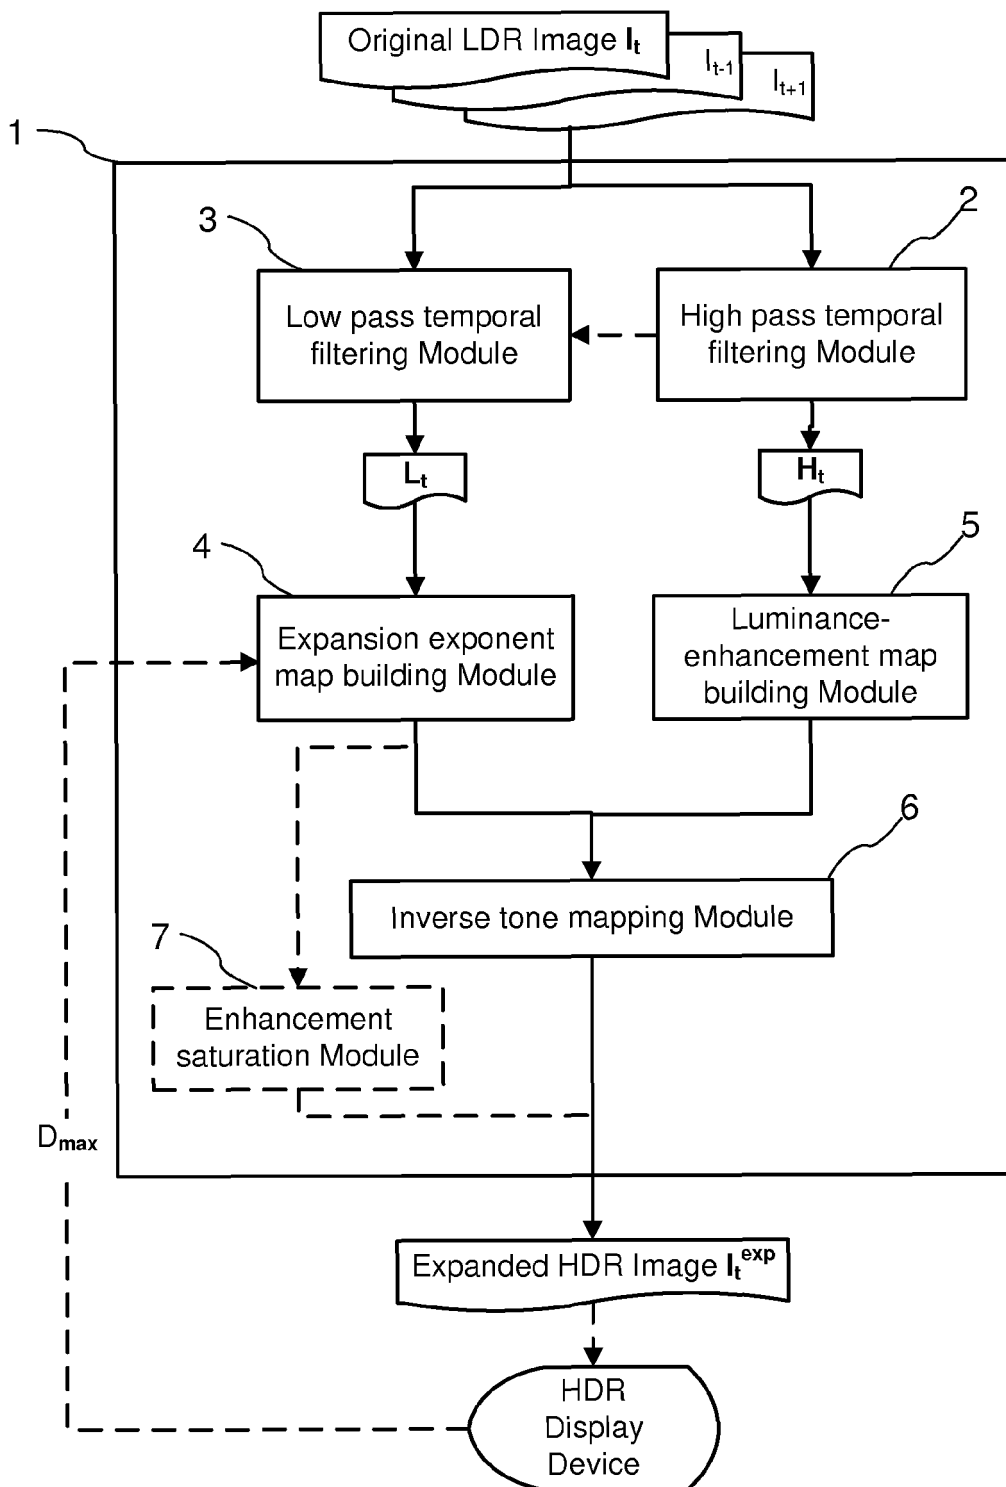 Original LDR Image It
It-1
It+1
1
3
2
Low pass temporal
filtering Module
High pass temporal
filtering Module
Lt
Ht
4
5
Expansion exponent
map building Module
Luminance-
enhancement map
building Module
6
Inverse tone mapping Module
7
Enhancement
saturation Module
Dmax
Expanded HDR Image Itexp
HDR
Display
Device